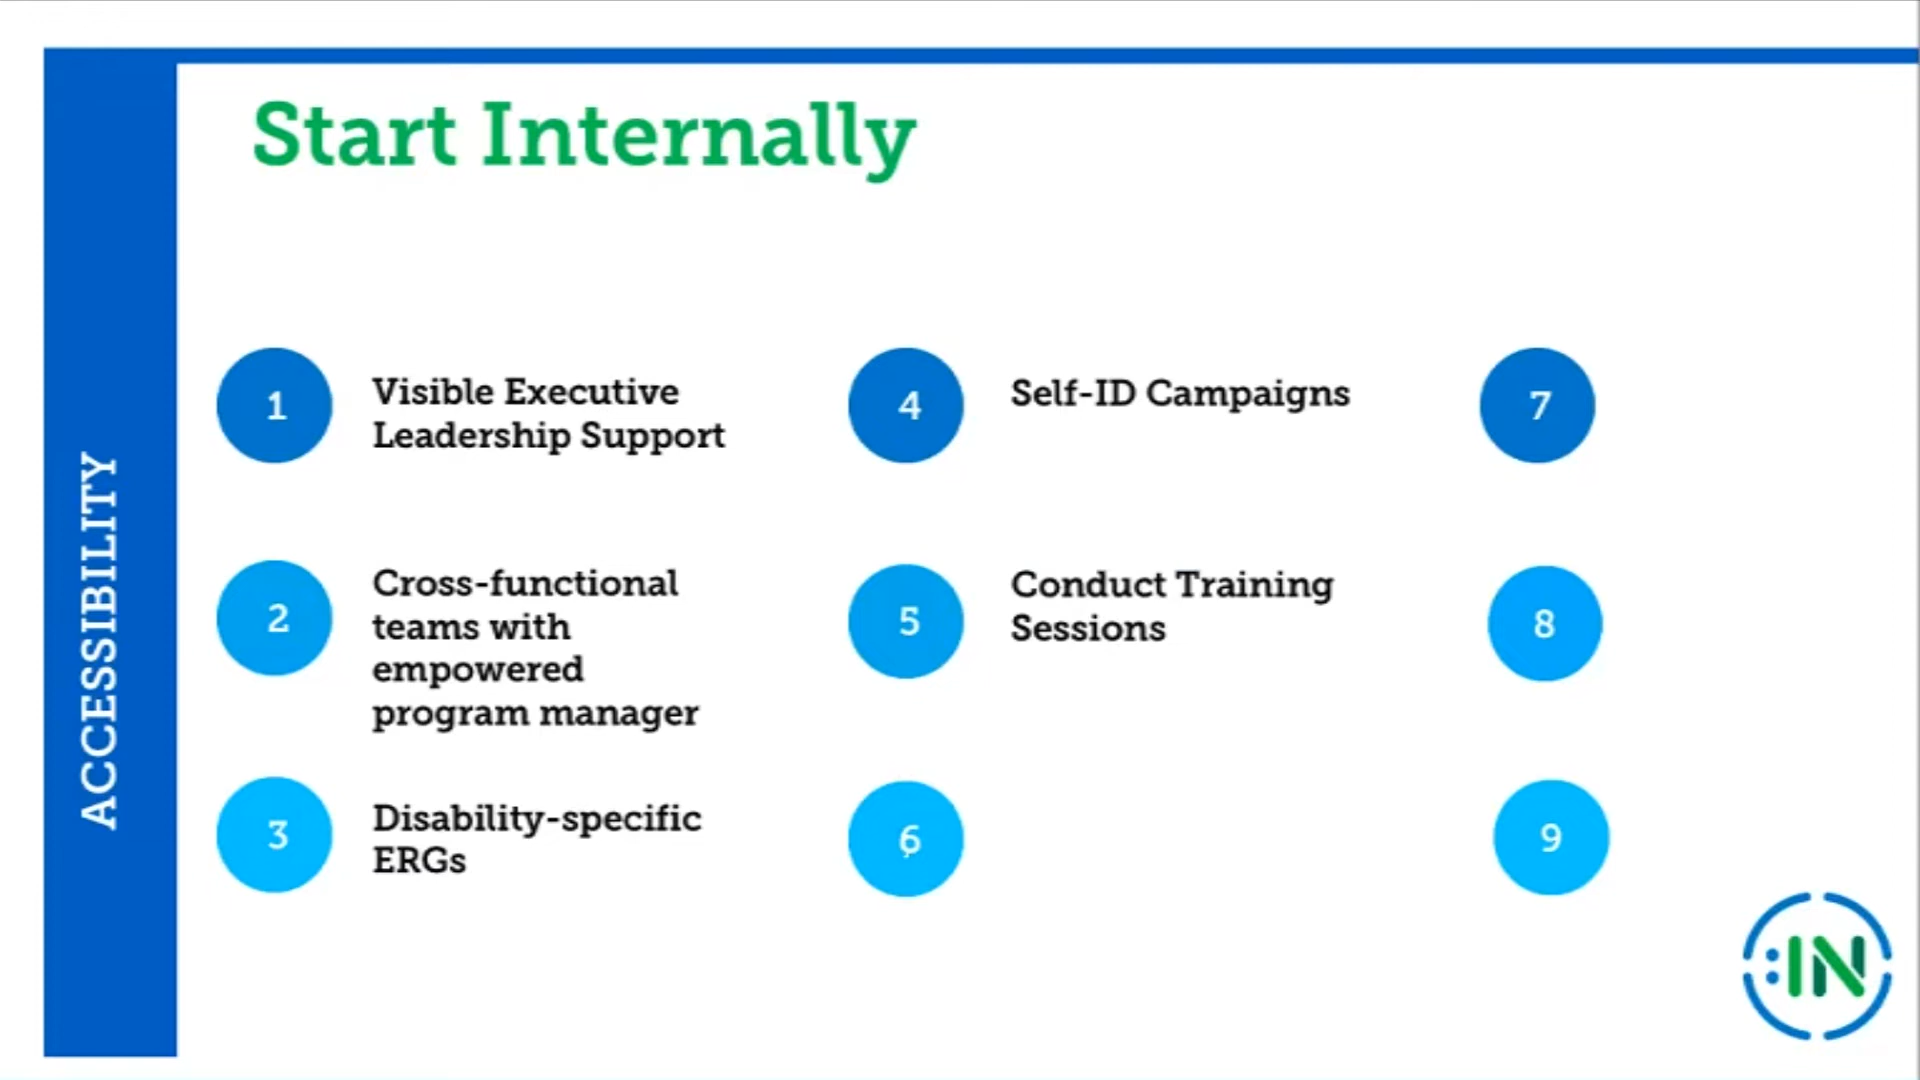 Start Internally
ACCESSIBILITY
1
Visible Executive
Leadership Support
2
Cross-functional
teams with
empowered
program manager
3
Disability-specific
ERGs
4
Self-ID Campaigns
5
Conduct Training
Sessions
6
7
8
9
:IN